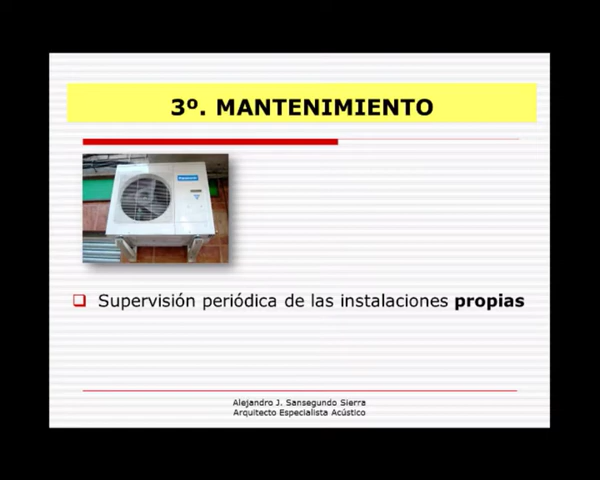 3º. MANTENIMIENTO
Supervisión periódica de las instalaciones propias
Alejandro J. Sansegundo Sierra
Arquitecto Especialista Acústico